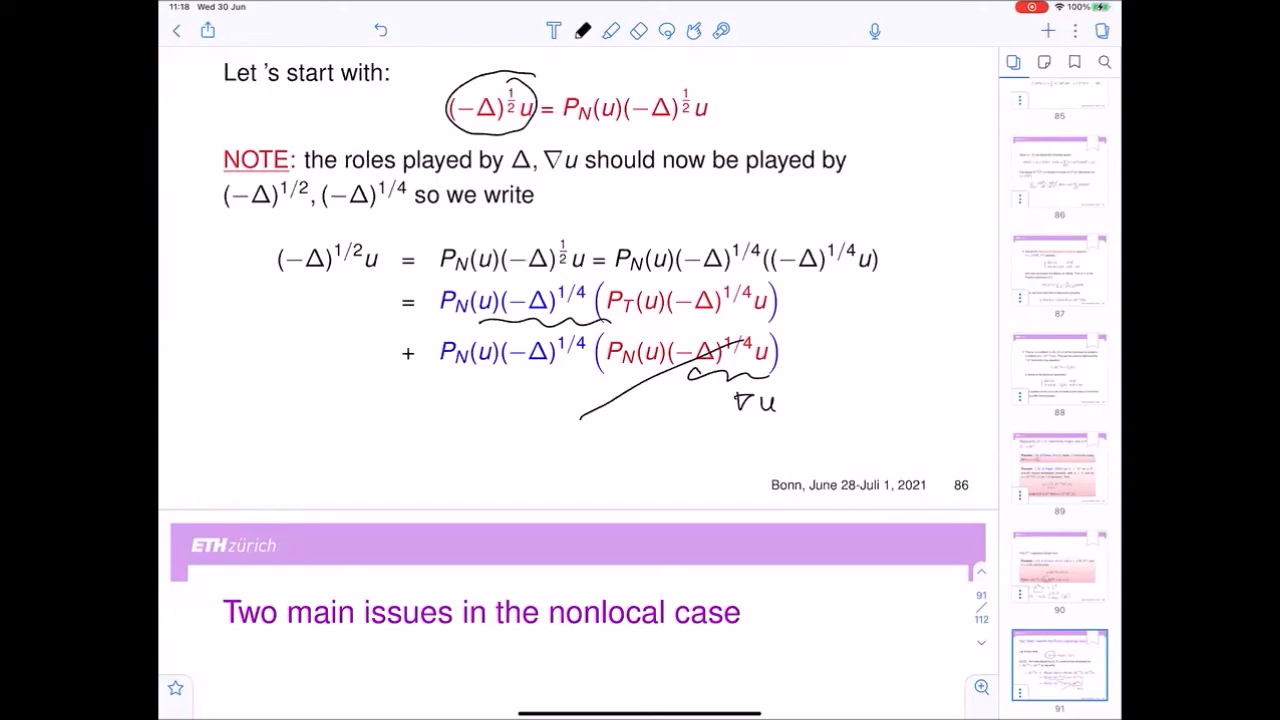 11:18 Wed 30 Jun
100%
Let 's start with:
(−Δ)^{1/2}u = P_N(u)(−Δ)^{1/2}u
NOTE: the roles played by Δ, ∇u should now be played by
(−Δ)^{1/2}, (−Δ)^{1/4} so we write
(−Δ)^{1/2}u = P_N(u)(−Δ)^{1/2}u = P_N(u)(−Δ)^{1/4}((−Δ)^{1/4}u)
= P_N(u)(−Δ)^{1/4} (P_T(u)(−Δ)^{1/4}u)
+ P_N(u)(−Δ)^{1/4} (P_N(u)(−Δ)^{1/4}u)
∇u
Bonn, June 28-Juli 1, 2021 86
ETH zürich
Two main issues in the nonlocal case
91
/
112
85
86
87
88
89
90
91